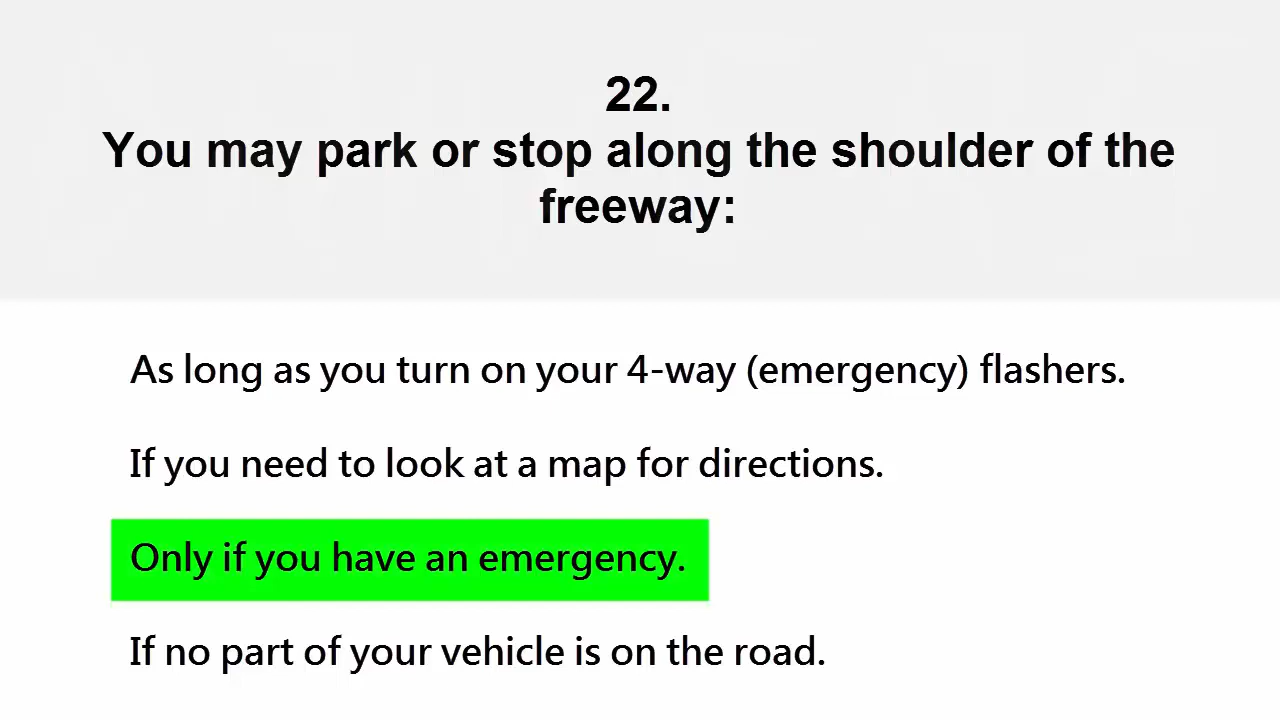 22.
You may park or stop along the shoulder of the
freeway:
As long as you turn on your 4-way (emergency) flashers.
If you need to look at a map for directions.
Only if you have an emergency.
If no part of your vehicle is on the road.